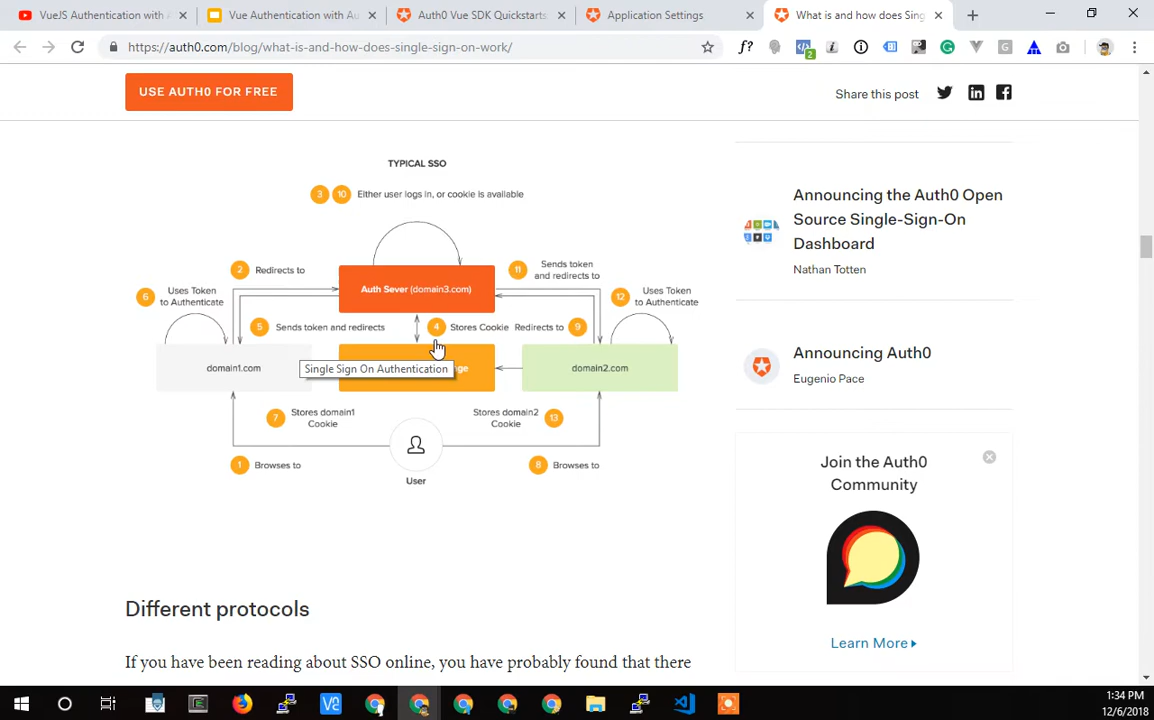 VueJS Authentication with A
Vue Authentication with Au
Auth0 Vue SDK Quickstarts
Application Settings
What is and how does Sing
https://auth0.com/blog/what-is-and-how-does-single-sign-on-work/
f?
2
USE AUTH0 FOR FREE
Share this post
TYPICAL SSO
3 10 Either user logs in, or cookie is available
2 Redirects to
11 Sends token
and redirects to
Auth Sever (domain3.com)
6 Uses Token
to Authenticate
12 Uses Token
to Authenticate
5 Sends token and redirects
4 Stores Cookie
Redirects to 9
domain1.com
Single Sign On Authentication
domain2.com
7 Stores domain1
Cookie
Stores domain2
Cookie 13
1 Browses to
8 Browses to
User
Different protocols
If you have been reading about SSO online, you have probably found that there
Announcing the Auth0 Open
Source Single-Sign-On
Dashboard
Nathan Totten
Announcing Auth0
Eugenio Pace
Join the Auth0
Community
Learn More
1:34 PM
12/6/2018